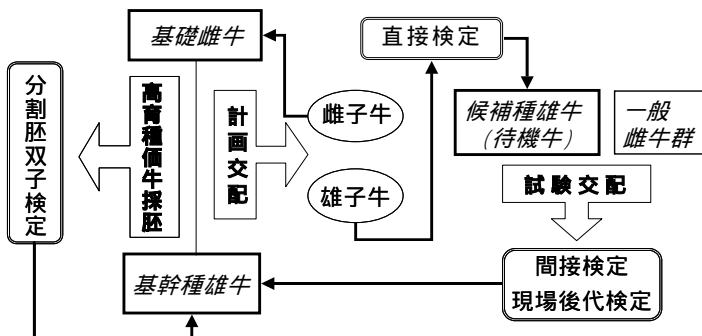 基礎雌牛
直接検定
分割胚双子検定
高育種価牛採胚
計画交配
雌子牛
雄子牛
候補種雄牛
(待機牛)
一般
雌牛群
試験交配
基幹種雄牛
間接検定
現場後代検定